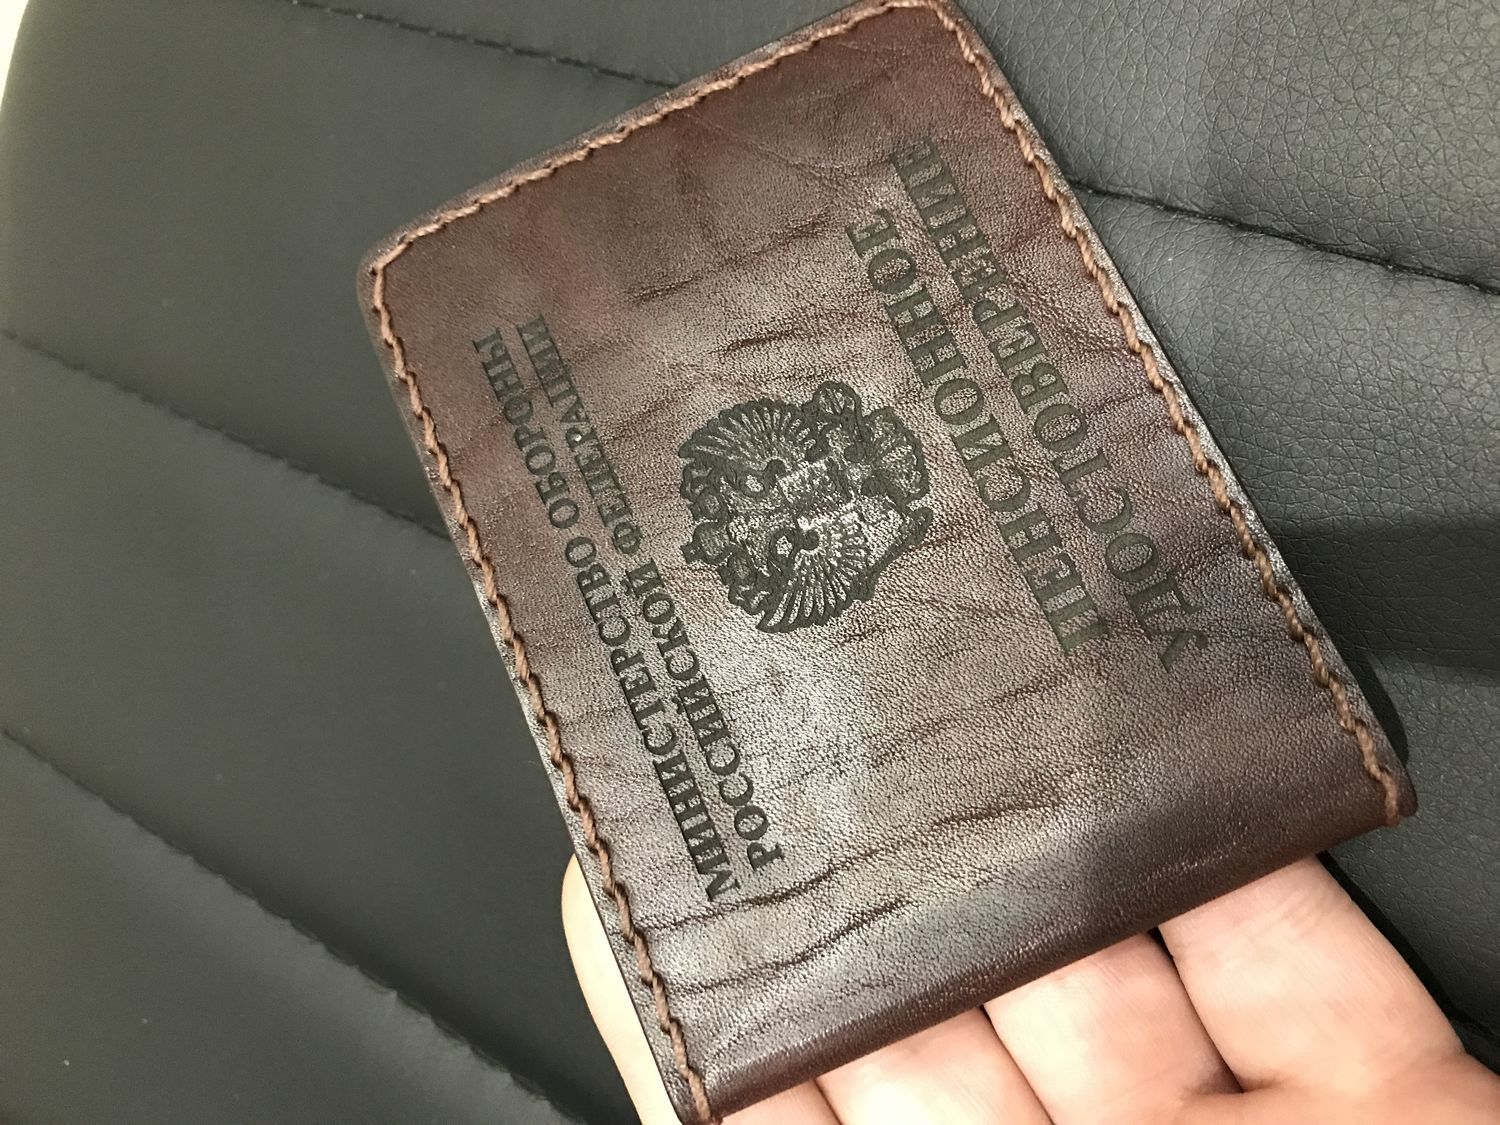 МИНИСТЕРСТВО ОБОРОНЫ
РОССИЙСКОЙ ФЕДЕРАЦИИ
ПЕНСИОННОЕ
УДОСТОВЕРЕНИЕ